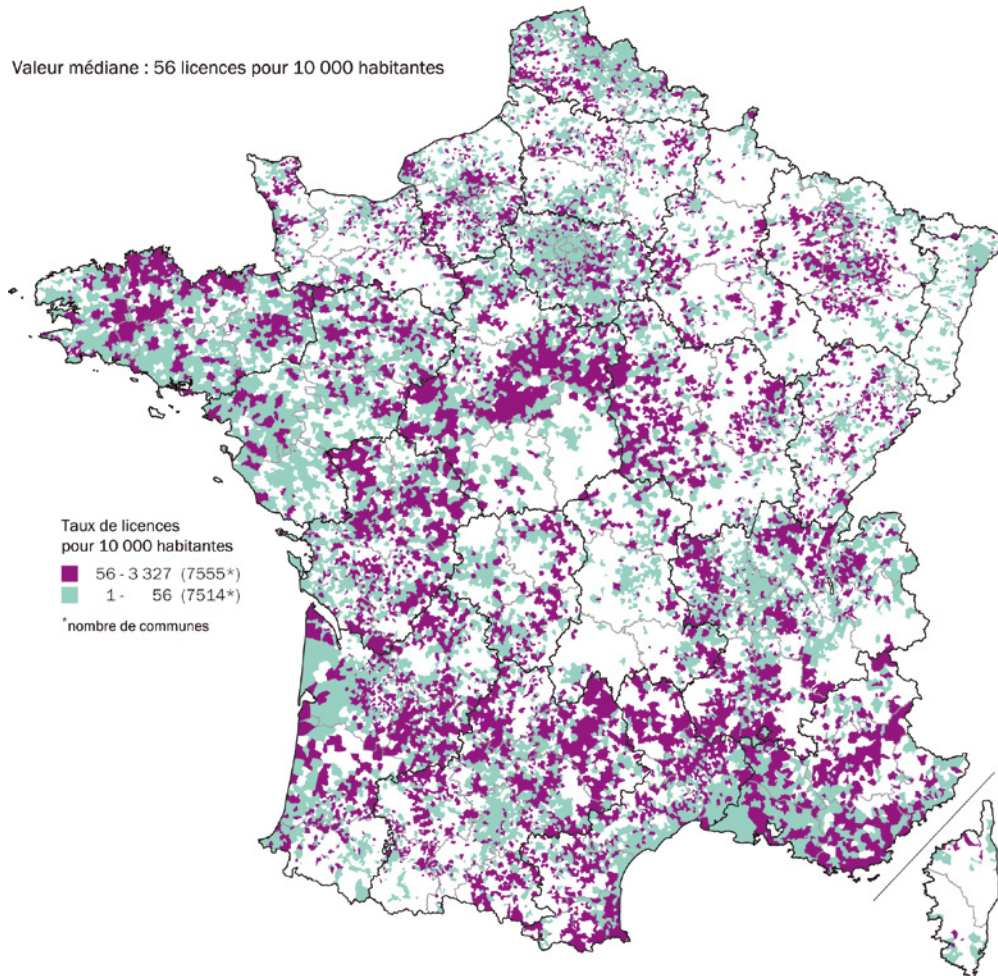 Valeur médiane : 56 licences pour 10 000 habitantes
Taux de licences
pour 10 000 habitantes
56 - 3 327 (7555*)
1 - 56 (7514*)
*nombre de communes